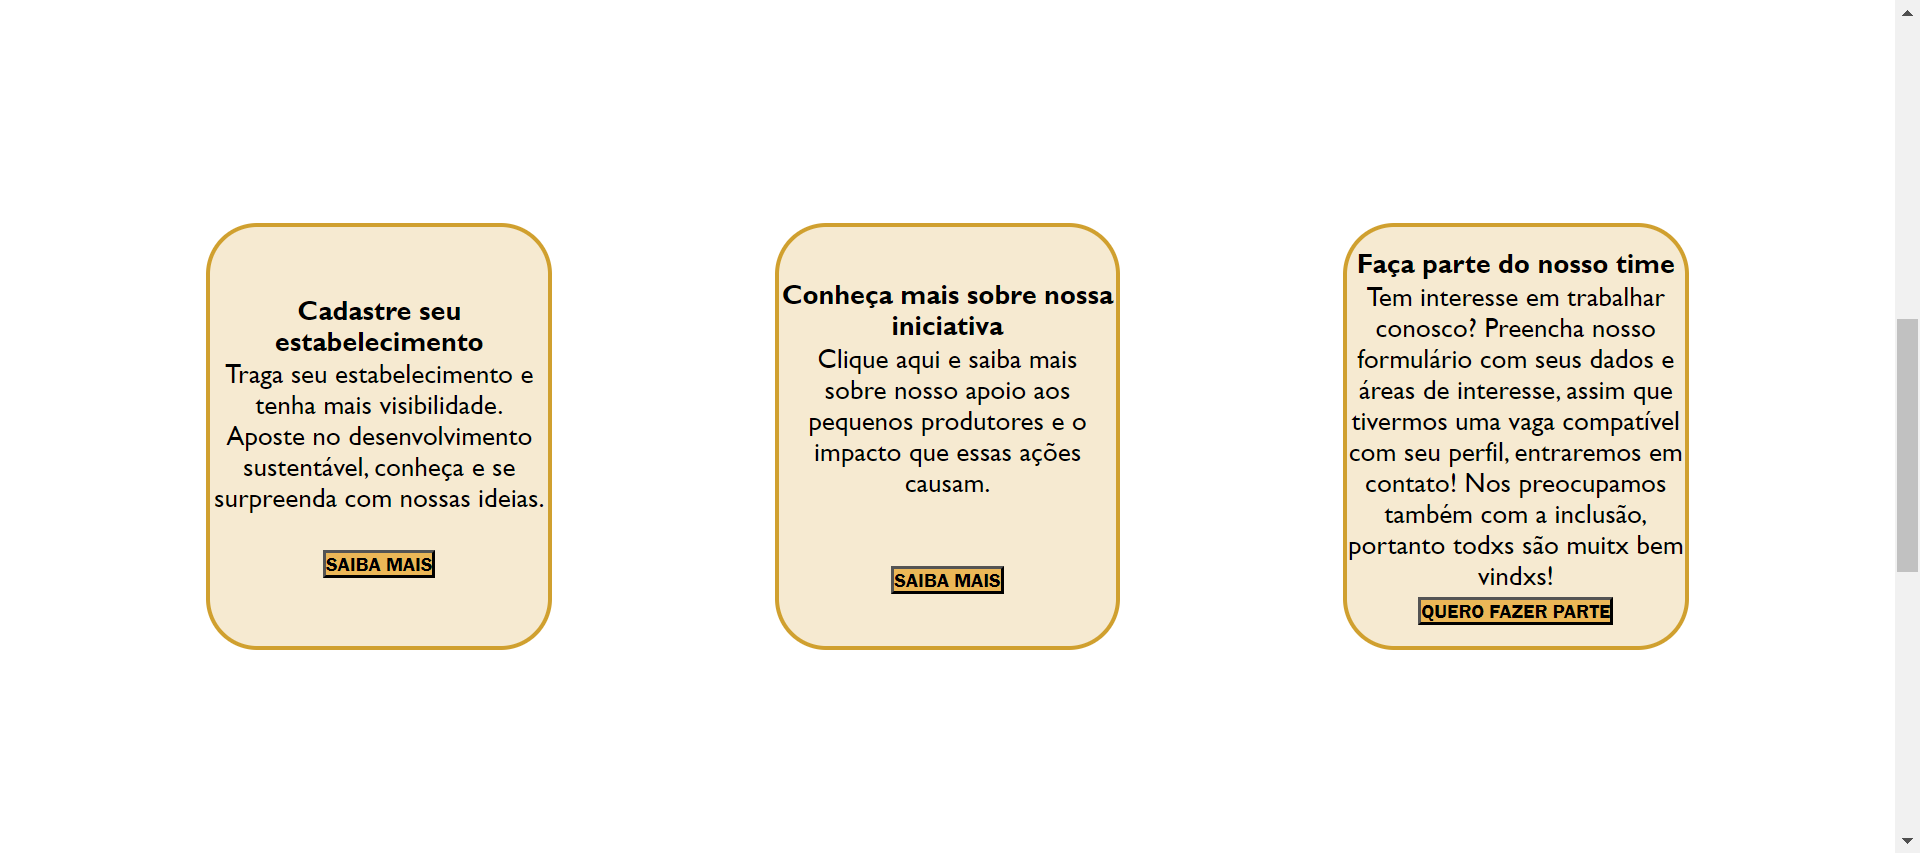 Cadastre seu
estabelecimento
Traga seu estabelecimento e
tenha mais visibilidade.
Aposte no desenvolvimento
sustentável, conheça e se
surpreenda com nossas ideias.
SAIBA MAIS
Conheça mais sobre nossa
iniciativa
Clique aqui e saiba mais
sobre nosso apoio aos
pequenos produtores e o
impacto que essas ações
causam.
SAIBA MAIS
Faça parte do nosso time
Tem interesse em trabalhar
conosco? Preencha nosso
formulário com seus dados e
áreas de interesse, assim que
tivermos uma vaga compatível
com seu perfil, entraremos em
contato! Nos preocupamos
também com a inclusão,
portanto todxs são muitx bem
vindxs!
QUERO FAZER PARTE